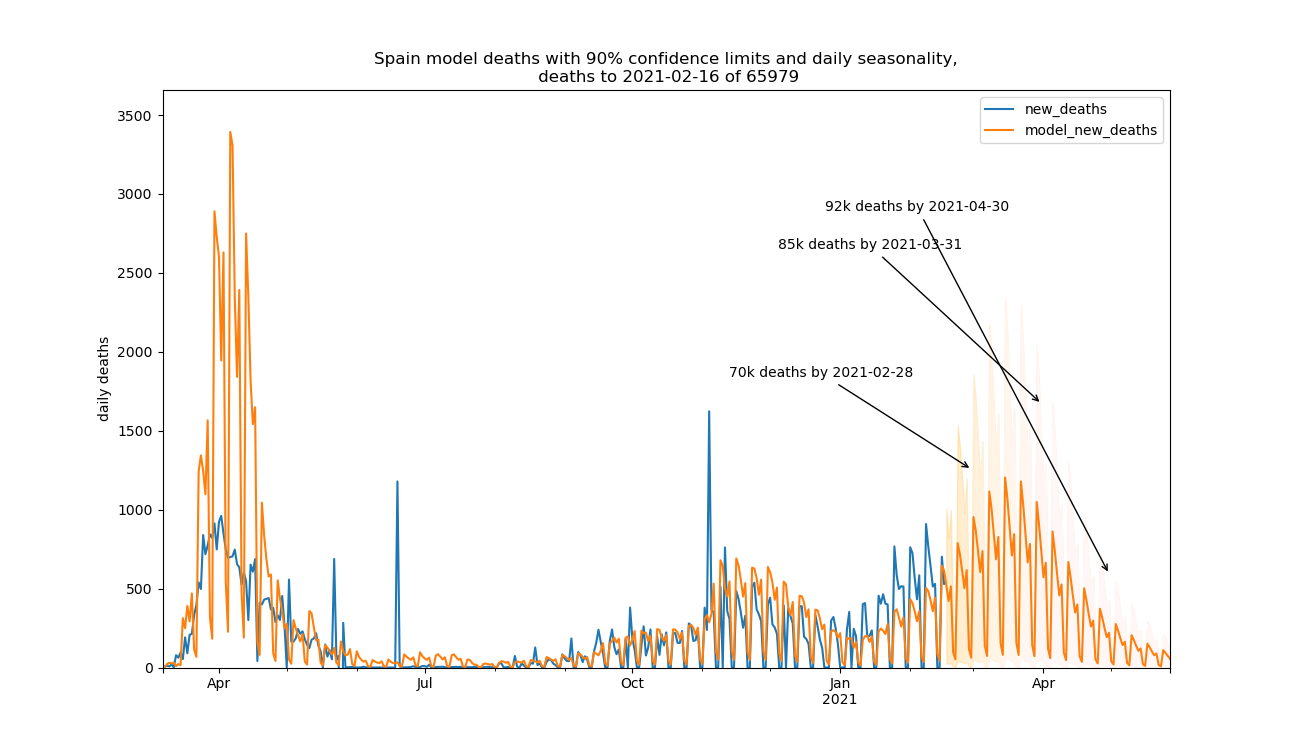 Spain model deaths with 90% confidence limits and daily seasonality,
deaths to 2021-02-16 of 65979
new_deaths
model_new_deaths
92k deaths by 2021-04-30
85k deaths by 2021-03-31
70k deaths by 2021-02-28
daily deaths
3500
3000
2500
2000
1500
1000
500
0
Apr
Jul
Oct
Jan
2021
Apr